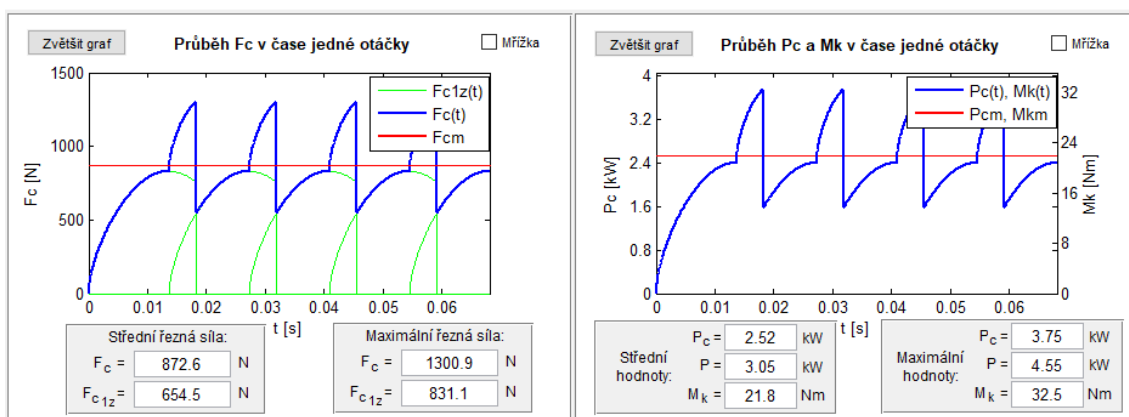 Zvětšit graf
Průběh Fc v čase jedné otáčky
Mřížka
1500
1000
500
0
Fc [N]
Fc1z(t)
Fc(t)
Fcm
0 0.01 0.02 0.03 0.04 0.05 0.06
t [s]
Střední řezná síla:
Fc = 872.6 N
Fc1z = 654.5 N
Maximální řezná síla:
Fc = 1300.9 N
Fc1z = 831.1 N
Zvětšit graf
Průběh Pc a Mk v čase jedné otáčky
Mřížka
4
3.2
2.4
1.6
0.8
0
Pc [kW]
Pc(t), Mk(t)
Pcm, Mkm
32
24
16
8
0
Mk [Nm]
0 0.01 0.02 0.03 0.04 0.05 0.06
t [s]
Střední hodnoty:
Pc = 2.52 kW
P = 3.05 kW
Mk = 21.8 Nm
Maximální hodnoty:
Pc = 3.75 kW
P = 4.55 kW
Mk = 32.5 Nm